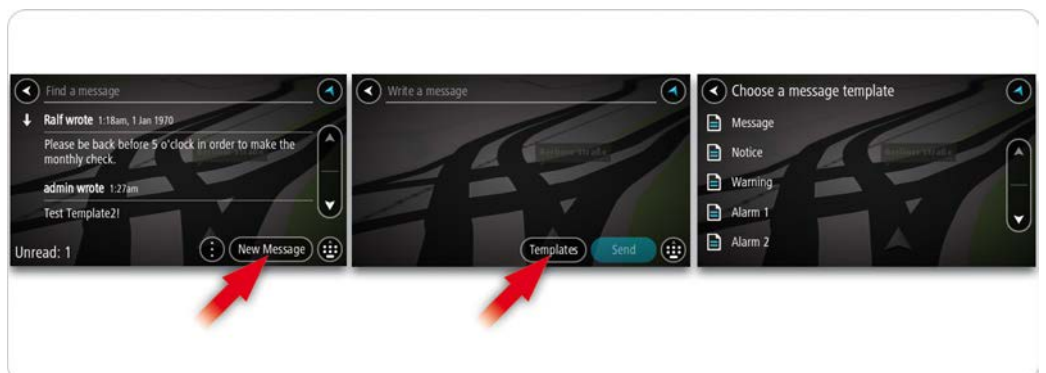 Find a message
Ralf wrote 1:18am, 1 Jan 1970
Please be back before 5 o'clock in order to make the
monthly check.
admin wrote 1:27am
Test Template2!
Unread: 1
New Message
Write a message
Templates
Send
Choose a message template
Message
Notice
Warning
Alarm 1
Alarm 2